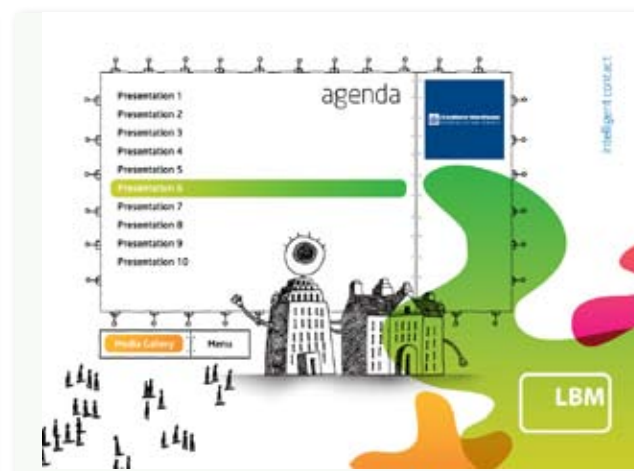 agenda
Presentation 1
Presentation 2
Presentation 3
Presentation 4
Presentation 5
Presentation 6
Presentation 7
Presentation 8
Presentation 9
Presentation 10
intelligent contact
Media Gallery
Menu
LBM